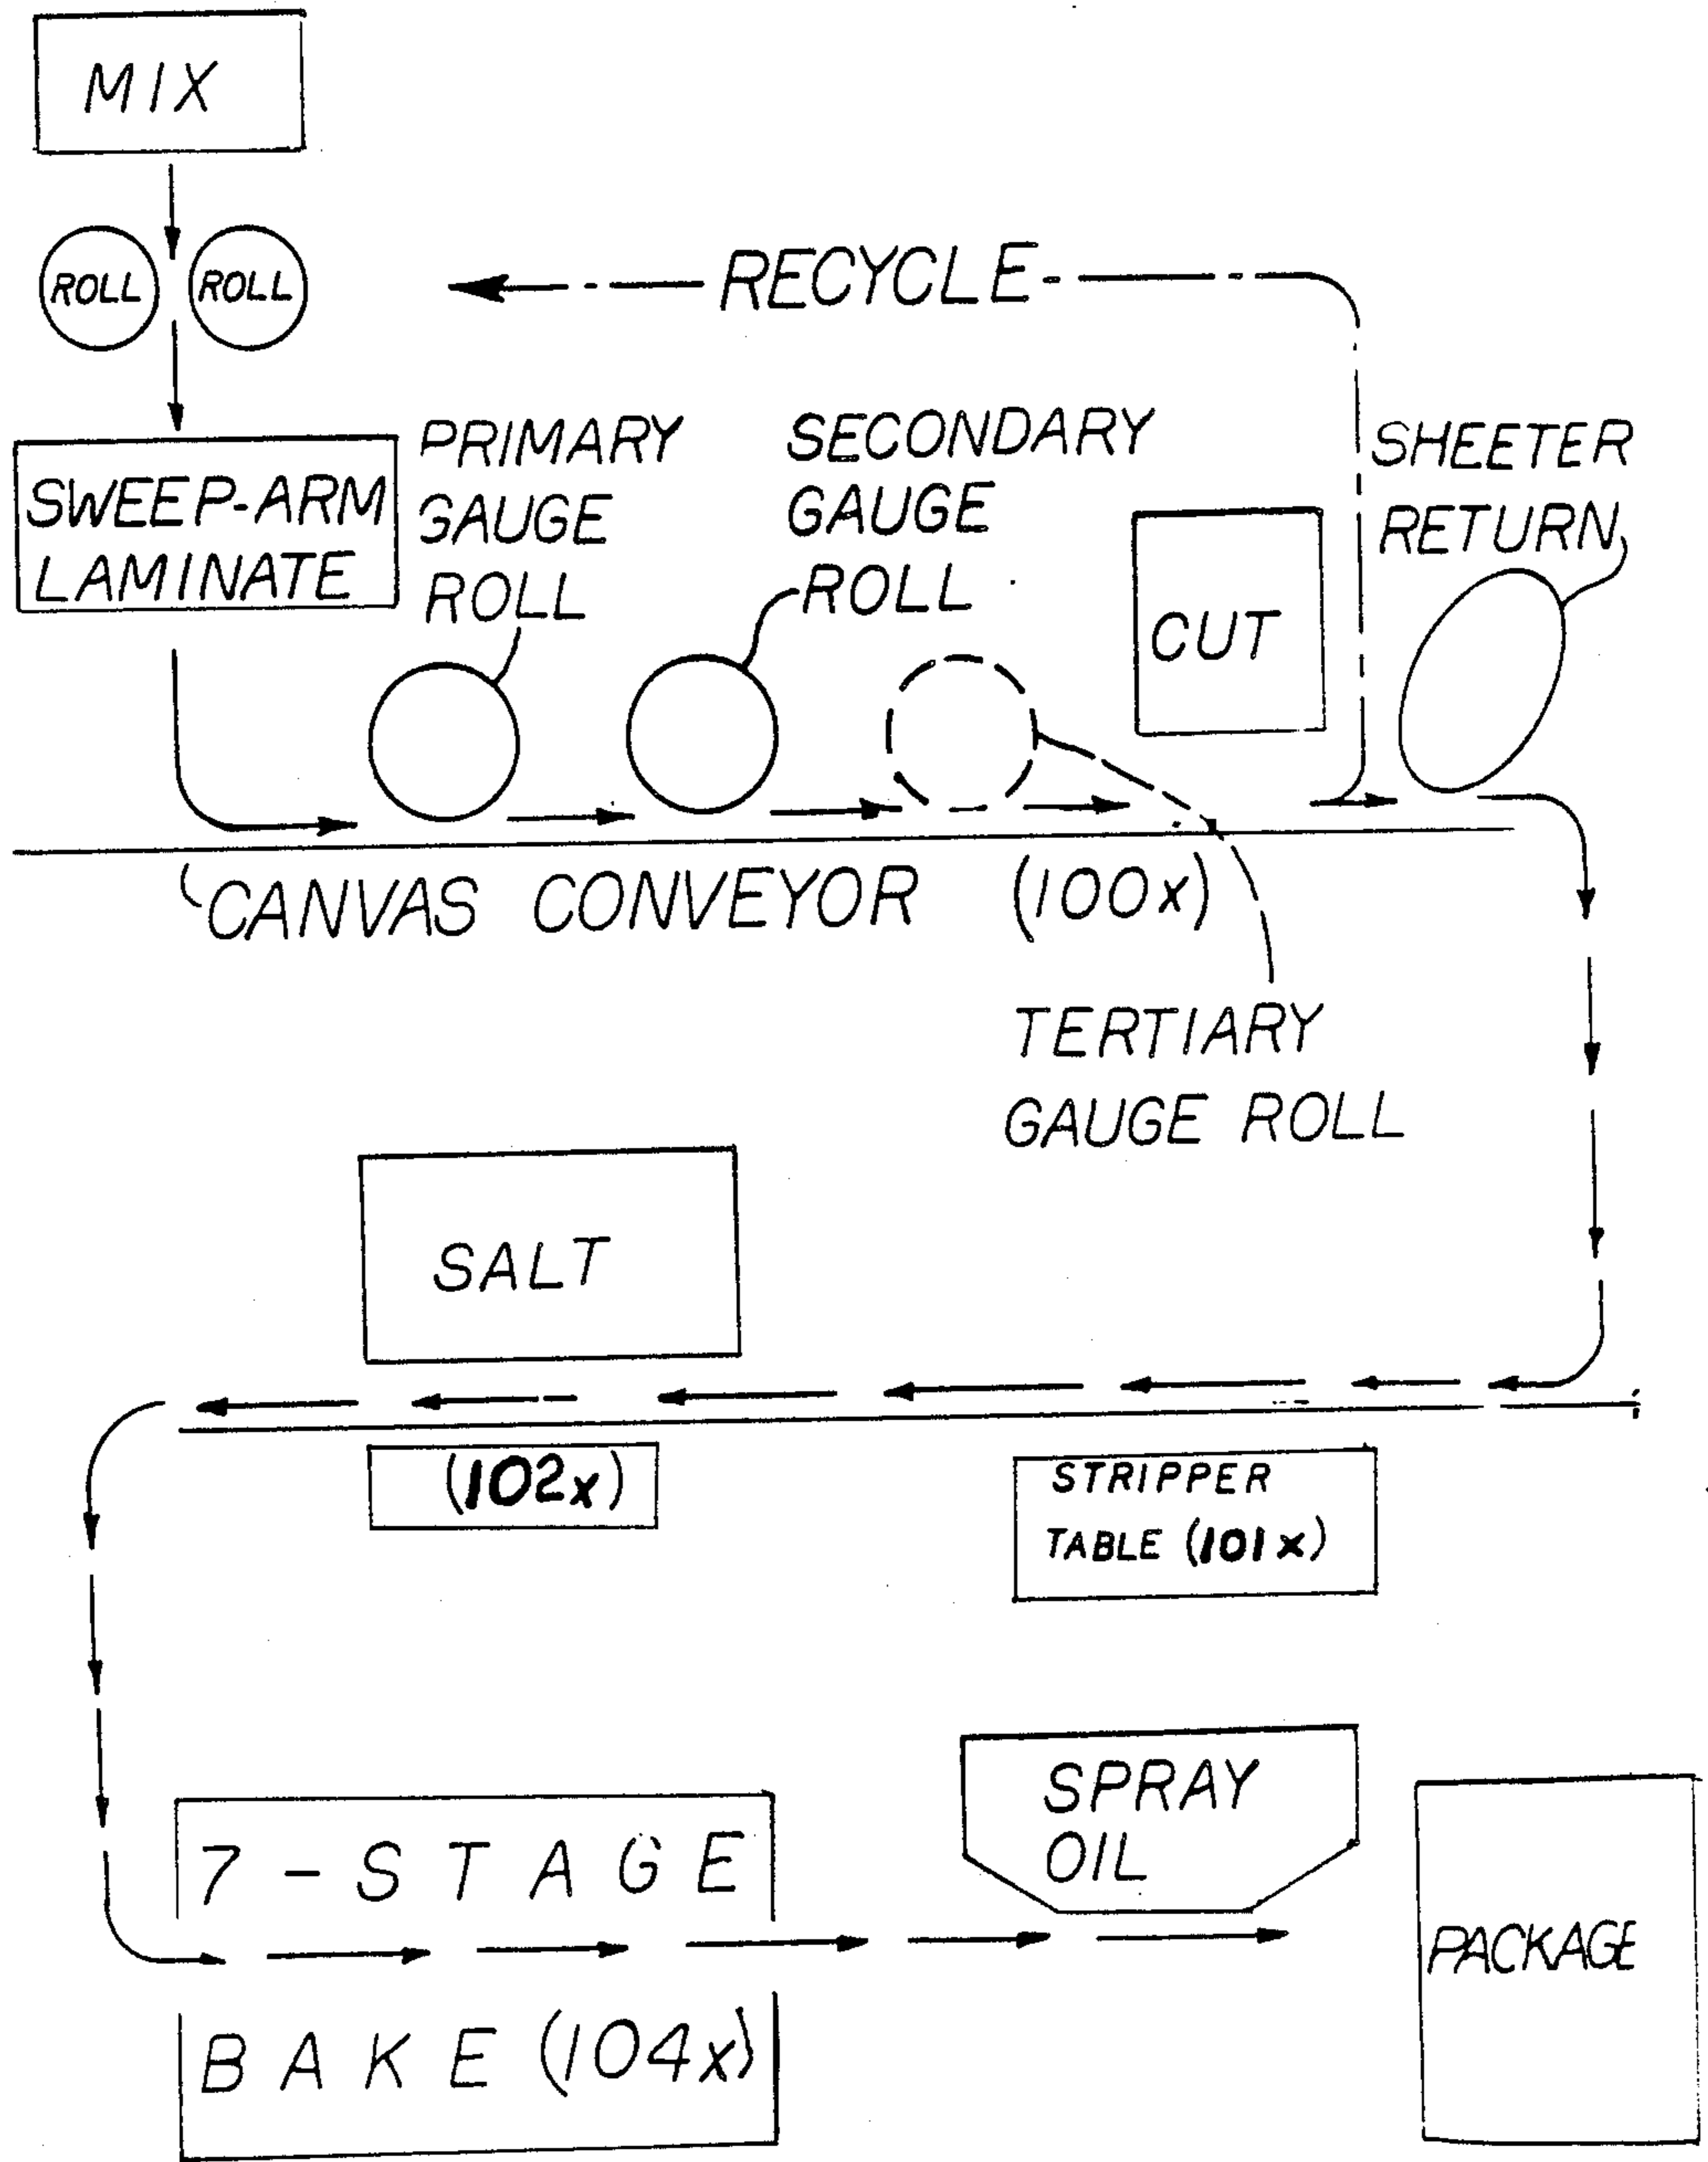 MIX
ROLL
ROLL
RECYCLE
SWEEP-ARM
LAMINATE
PRIMARY
GAUGE
ROLL
SECONDARY
GAUGE
ROLL
CUT
SHEETER
RETURN
CANVAS CONVEYOR (100x)
TERTIARY
GAUGE ROLL
SALT
(102x)
STRIPPER
TABLE (101x)
7-STAGE
BAKE (104x)
SPRAY
OIL
PACKAGE